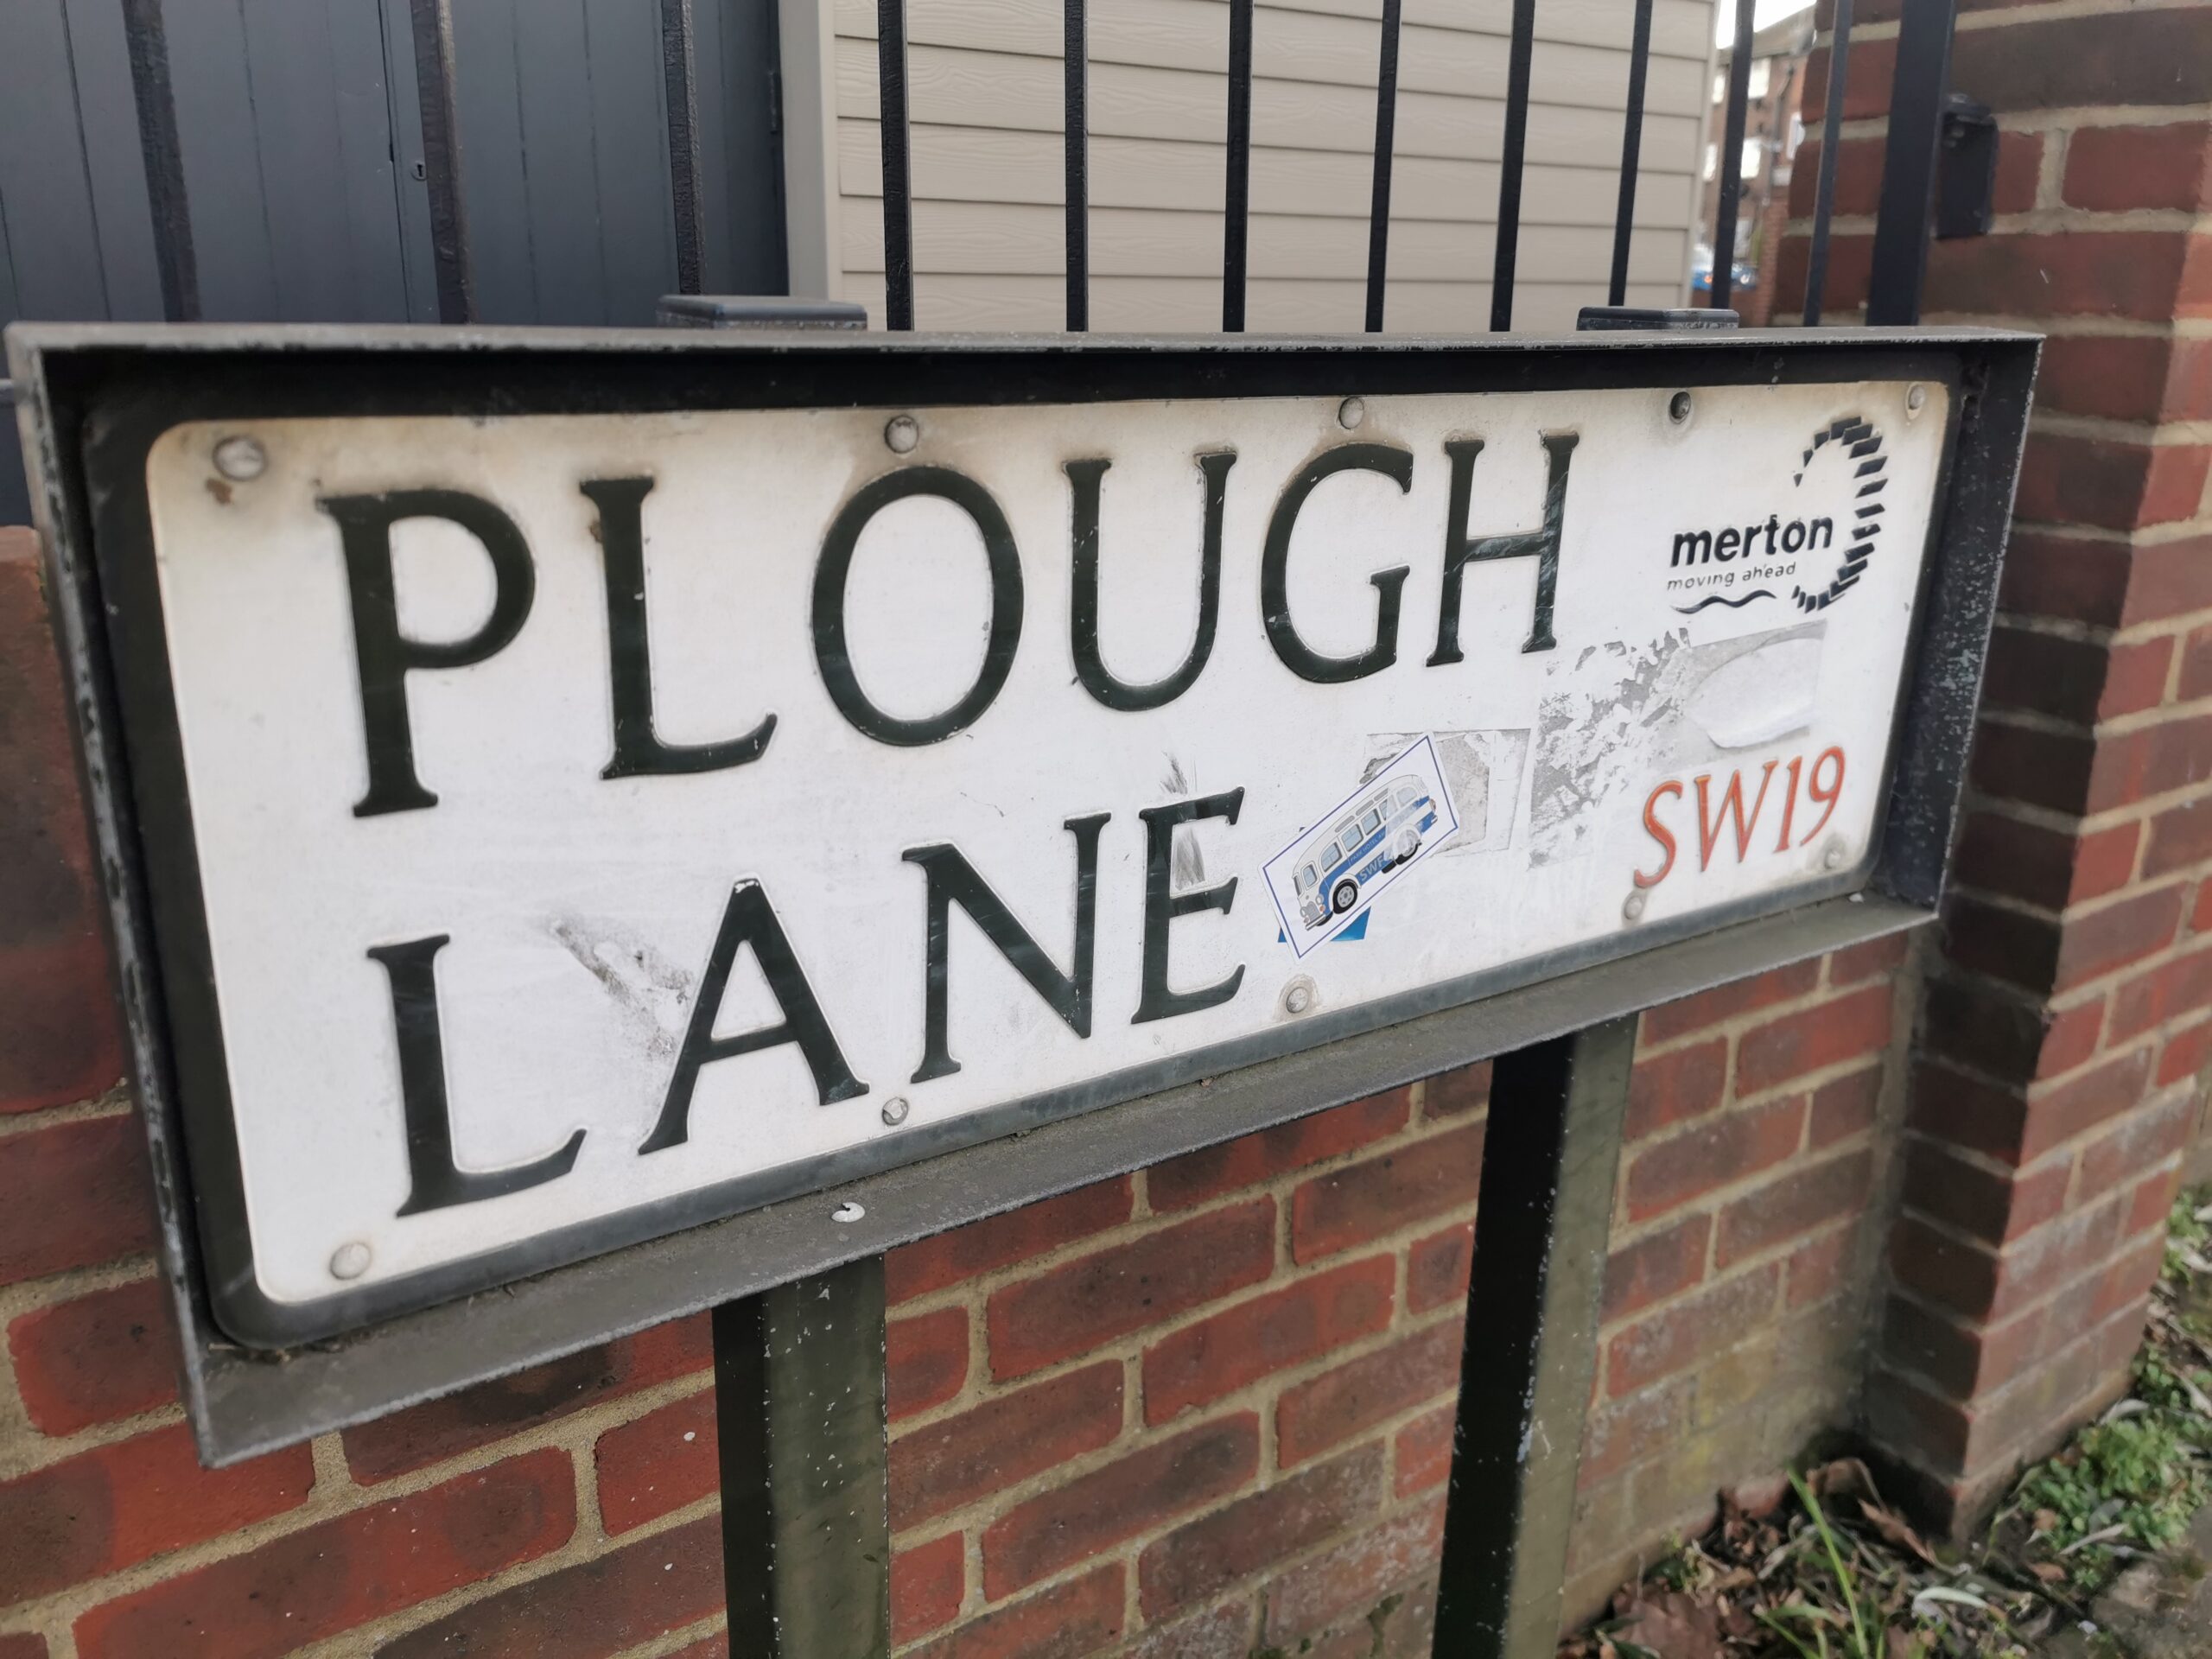 PLOUGH
LANE
merton
moving ahead
SW19